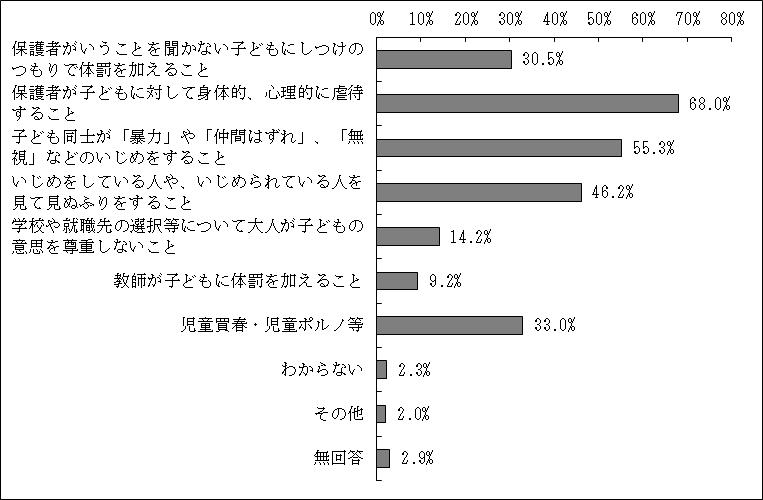 0% 10% 20% 30% 40% 50% 60% 70% 80%
保護者がいうことを聞かない子どもにしつけの
つもりで体罰を加えること
30.5%
保護者が子どもに対して身体的、心理的に虐待
すること
68.0%
子ども同士が「暴力」や「仲間はずれ」、「無
視」などのいじめをすること
55.3%
いじめをしている人や、いじめられている人を
見て見ぬふりをすること
46.2%
学校や就職先の選択等について大人が子どもの
意思を尊重しないこと
14.2%
教師が子どもに体罰を加えること
9.2%
児童買春・児童ポルノ等
33.0%
わからない
2.3%
その他
2.0%
無回答
2.9%